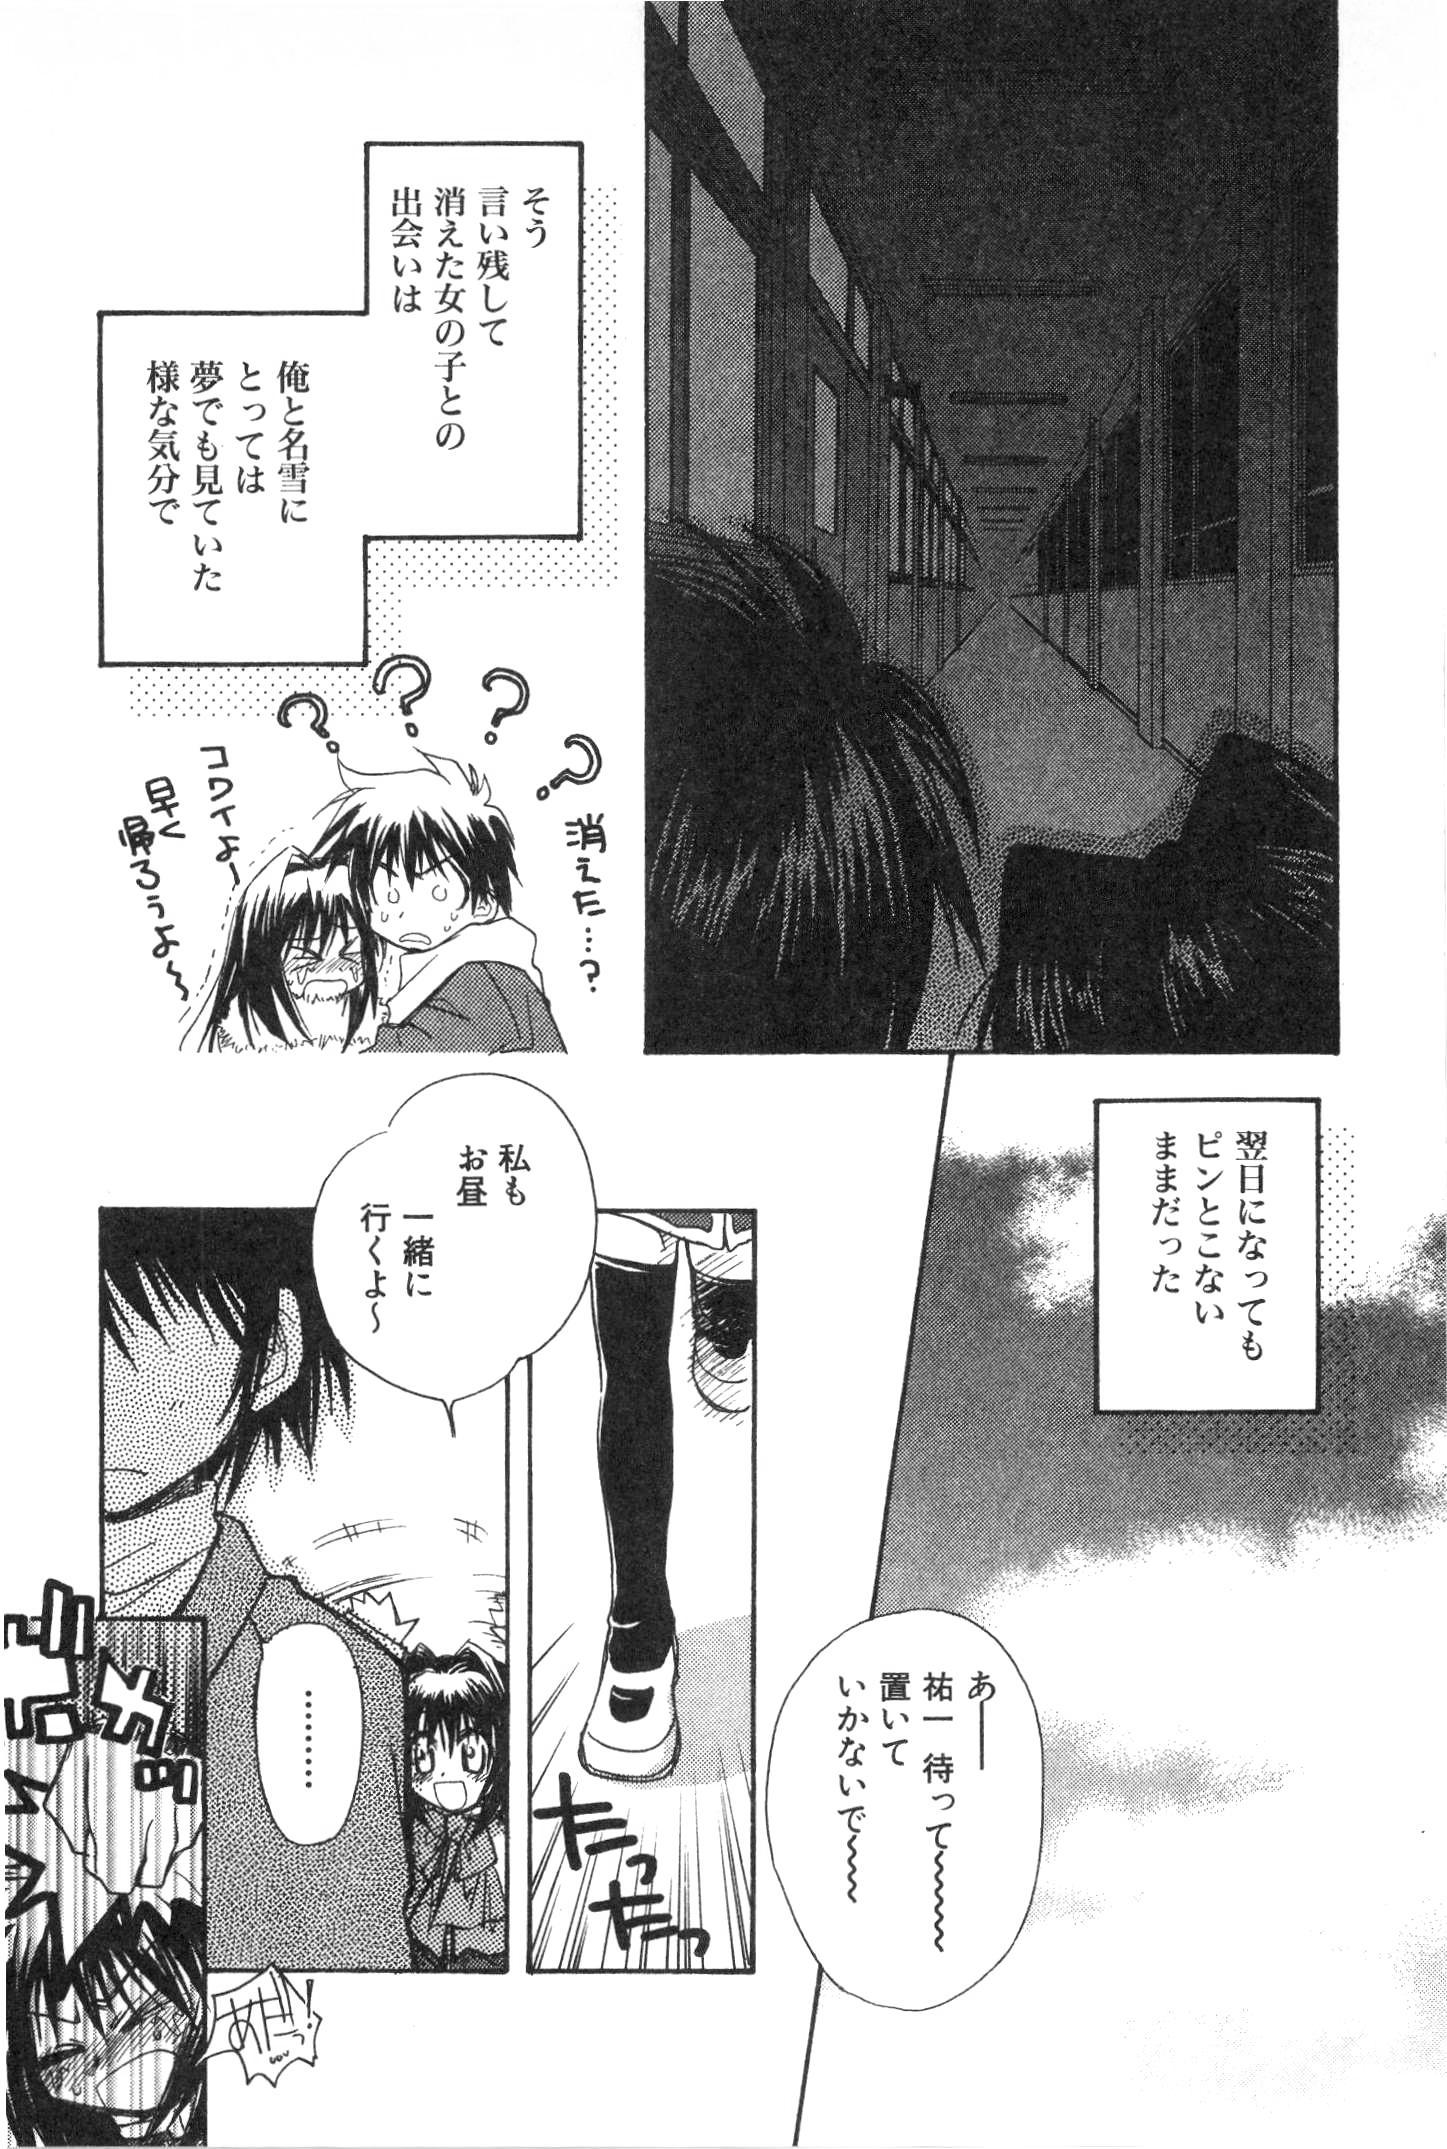 そう
言い残して
消えた女の子との
出会いは
俺と名雪に
とっては
夢でも見ていた
様な気分で
消えた…?
コワイよー
早く
帰ろうよ〜
翌日になっても
ピンとこない
ままだった
あ——
祐一 待って〜〜〜
置いて
いかないで〜〜〜
たったったっ
私も
お昼
一緒に
行くよ〜
………